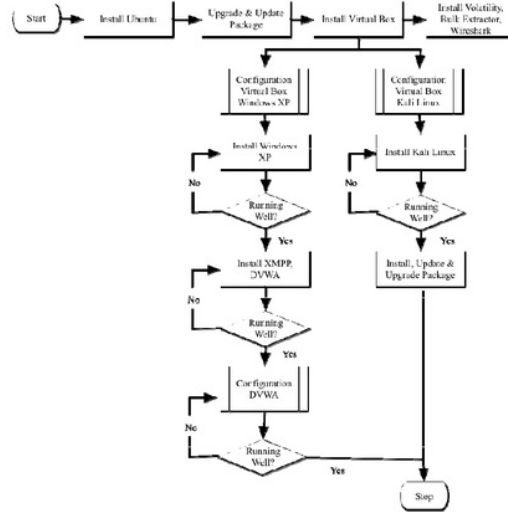 Start
Install Ubuntu
Upgrade & Update
Package
Install Virtual Box
Install Volatility,
Bulk Extractor,
Wireshark
Configuration
Virtual Box
Windows XP
Configuration
Virtual Box
Kali Linux
Install Windows
XP
Install Kali Linux
No
No
Running
Well?
Running
Well?
Yes
Yes
Install XMPP,
DVWA
Install, Update &
Upgrade Package
No
Running
Well?
Yes
Configuration
DVWA
No
Running
Well?
Yes
Stop